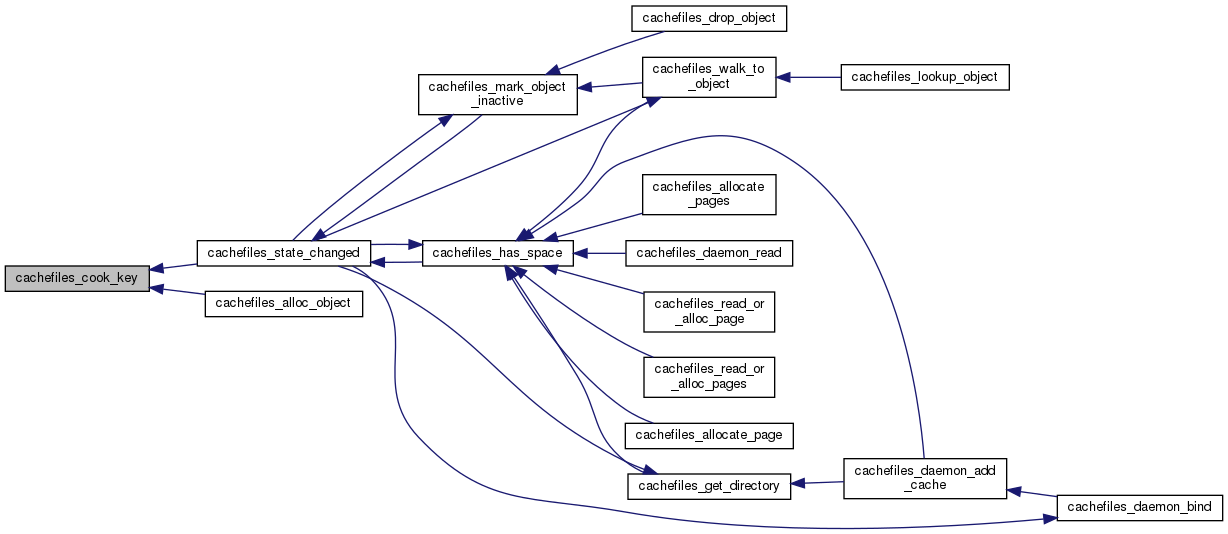 cachefiles_drop_object
cachefiles_walk_to
_object
cachefiles_lookup_object
cachefiles_mark_object
_inactive
cachefiles_allocate
_pages
cachefiles_state_changed
cachefiles_has_space
cachefiles_daemon_read
cachefiles_cook_key
cachefiles_alloc_object
cachefiles_read_or
_alloc_page
cachefiles_read_or
_alloc_pages
cachefiles_allocate_page
cachefiles_get_directory
cachefiles_daemon_add
_cache
cachefiles_daemon_bind